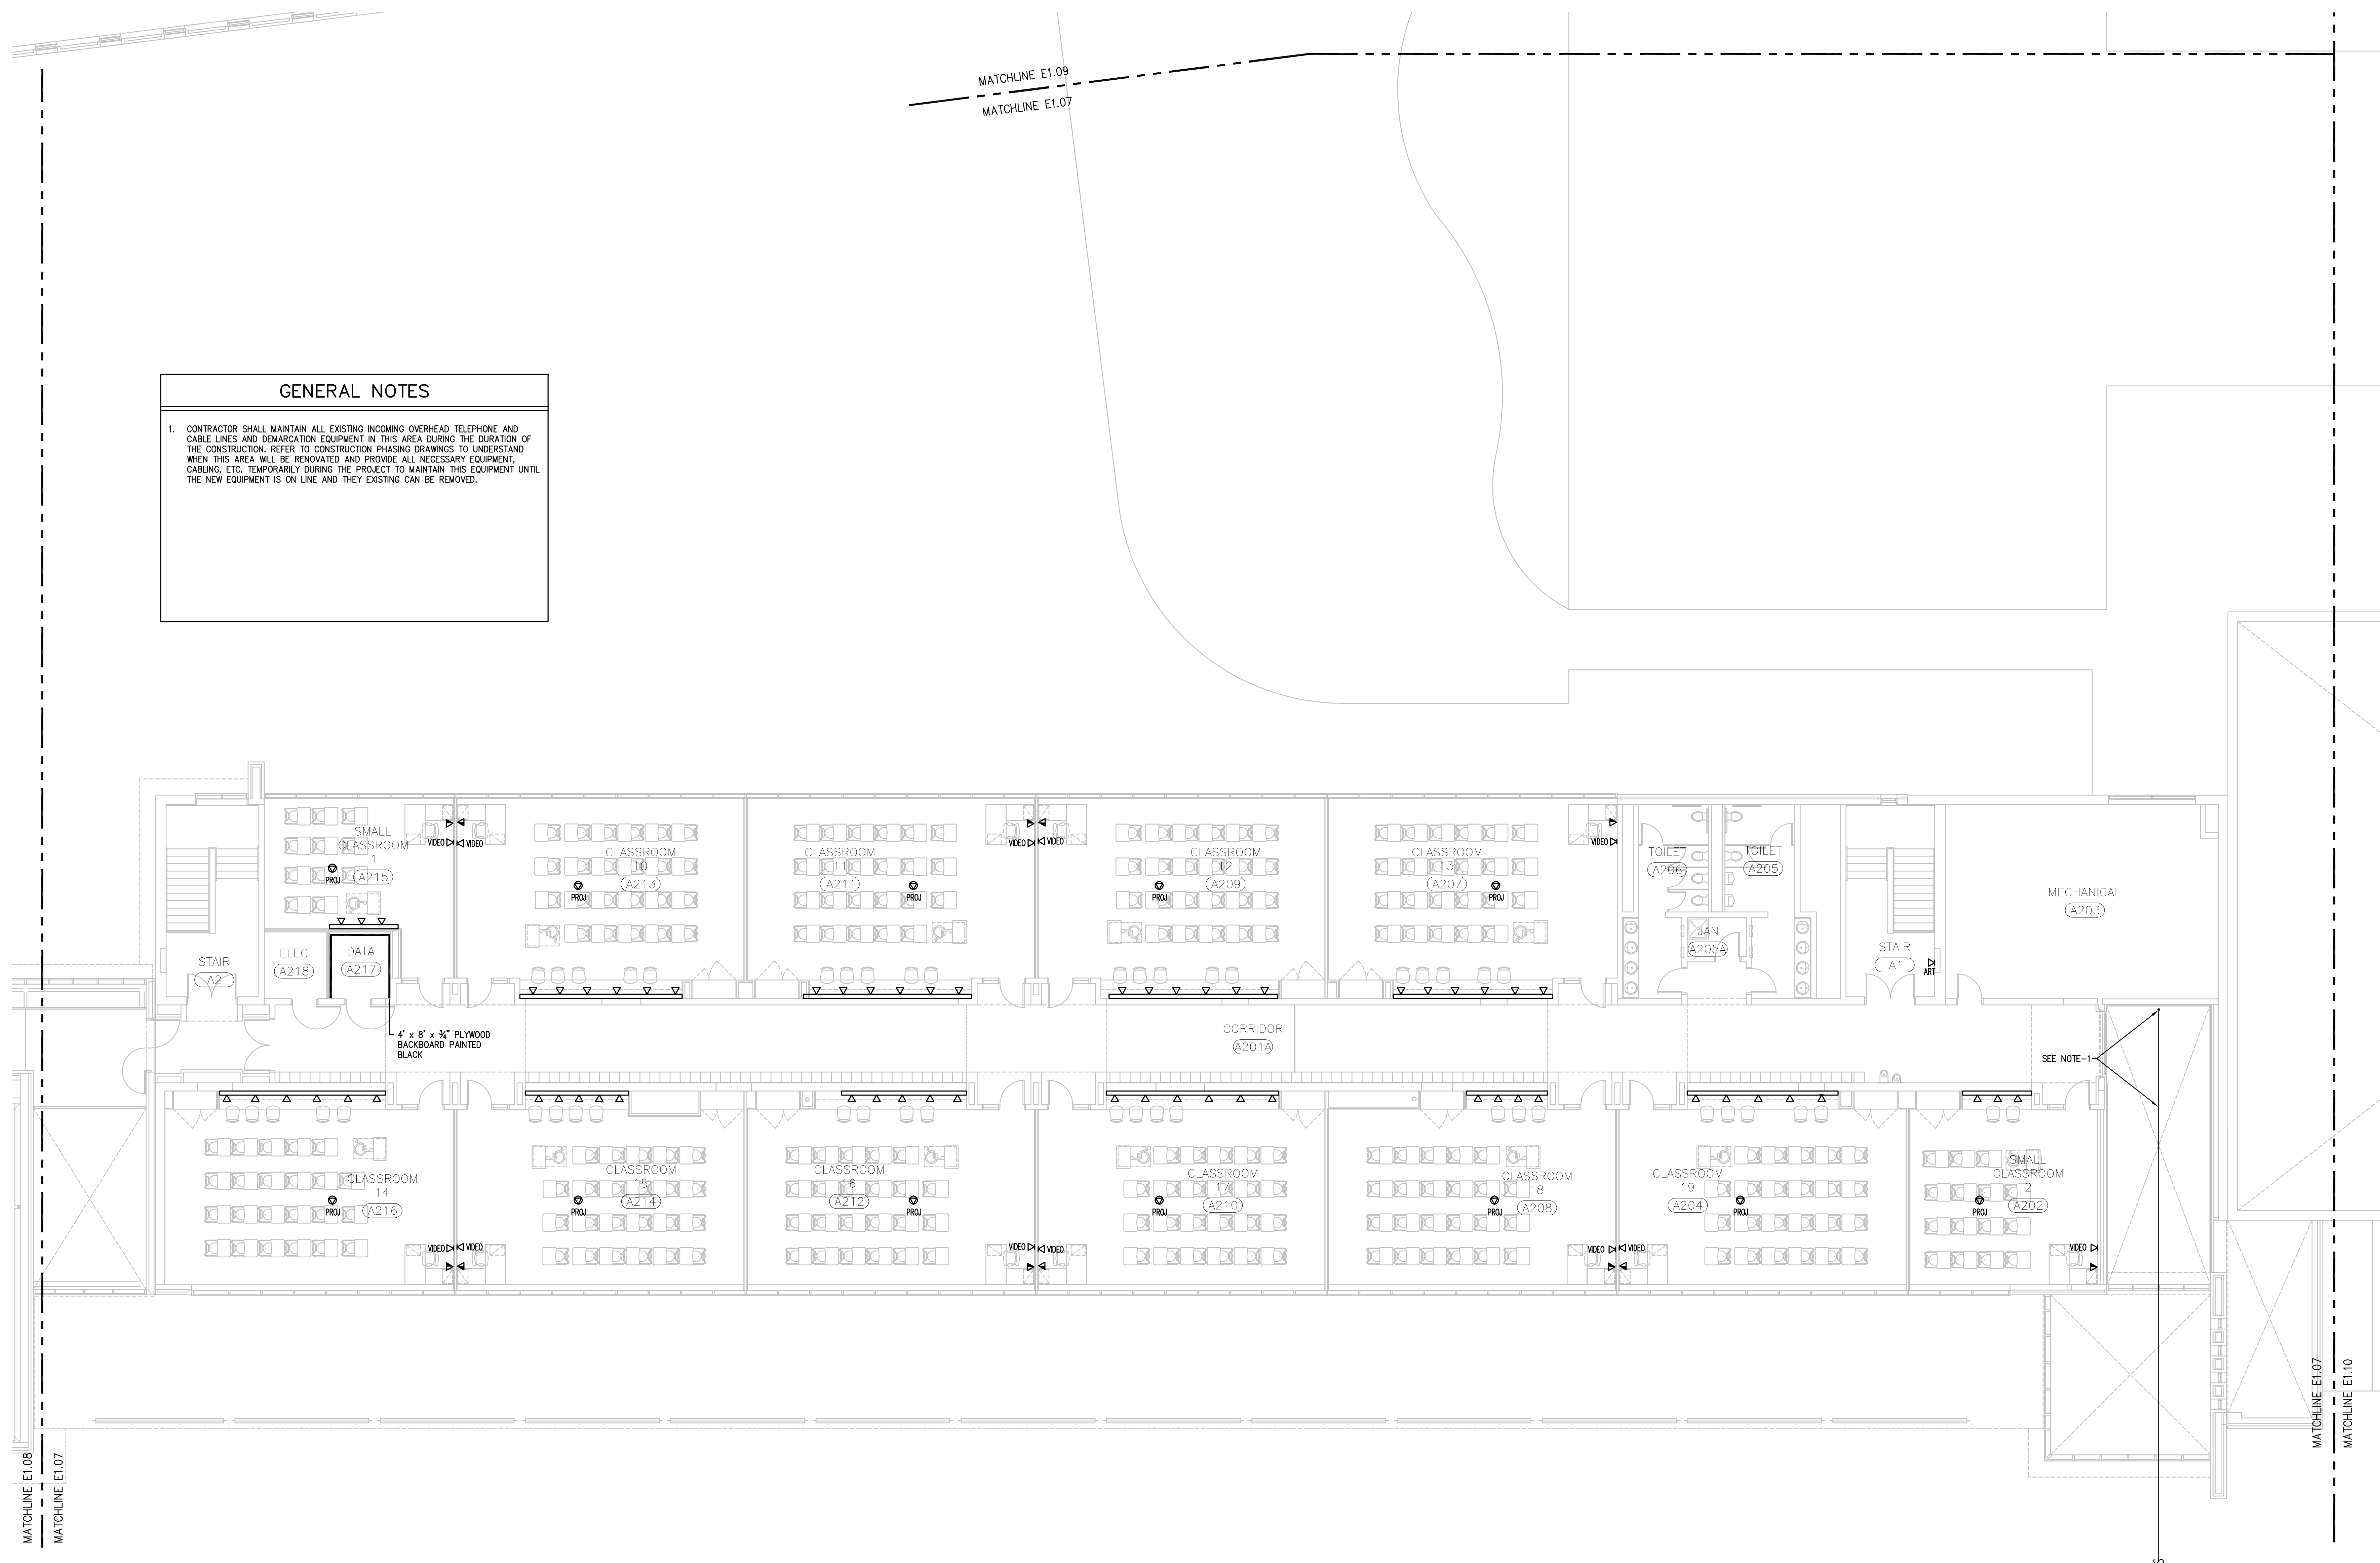 MATCHLINE E1.09
MATCHLINE E1.07
GENERAL NOTES
1. CONTRACTOR SHALL MAINTAIN ALL EXISTING INCOMING OVERHEAD TELEPHONE AND
CABLE LINES AND DEMARCATION EQUIPMENT IN THIS AREA DURING THE DURATION OF
THE CONSTRUCTION. REFER TO CONSTRUCTION PHASING DRAWINGS TO UNDERSTAND
WHEN THIS AREA WILL BE RENOVATED AND PROVIDE ALL NECESSARY EQUIPMENT,
CABLING, ETC. TEMPORARILY DURING THE PROJECT TO MAINTAIN THIS EQUIPMENT UNTIL
THE NEW EQUIPMENT IS ON LINE AND THEY EXISTING CAN BE REMOVED.
SMALL
CLASSROOM
1
A215
PROJ
VIDEO
VIDEO
CLASSROOM
10
A213
PROJ
CLASSROOM
11
A211
PROJ
VIDEO
VIDEO
CLASSROOM
12
A209
PROJ
CLASSROOM
13
A207
PROJ
VIDEO
TOILET
A206
TOILET
A205
JAN
A205A
MECHANICAL
A203
STAIR
A1
ART
STAIR
A2
ELEC
A218
DATA
A217
4' x 8' x ¾" PLYWOOD
BACKBOARD PAINTED
BLACK
CORRIDOR
A201A
SEE NOTE-1
CLASSROOM
14
A216
PROJ
VIDEO
VIDEO
CLASSROOM
15
A214
PROJ
CLASSROOM
16
A212
PROJ
VIDEO
VIDEO
CLASSROOM
17
A210
PROJ
CLASSROOM
18
A208
PROJ
VIDEO
VIDEO
CLASSROOM
19
A204
PROJ
SMALL
CLASSROOM
2
A202
PROJ
VIDEO
MATCHLINE E1.08
MATCHLINE E1.07
MATCHLINE E1.07
MATCHLINE E1.10